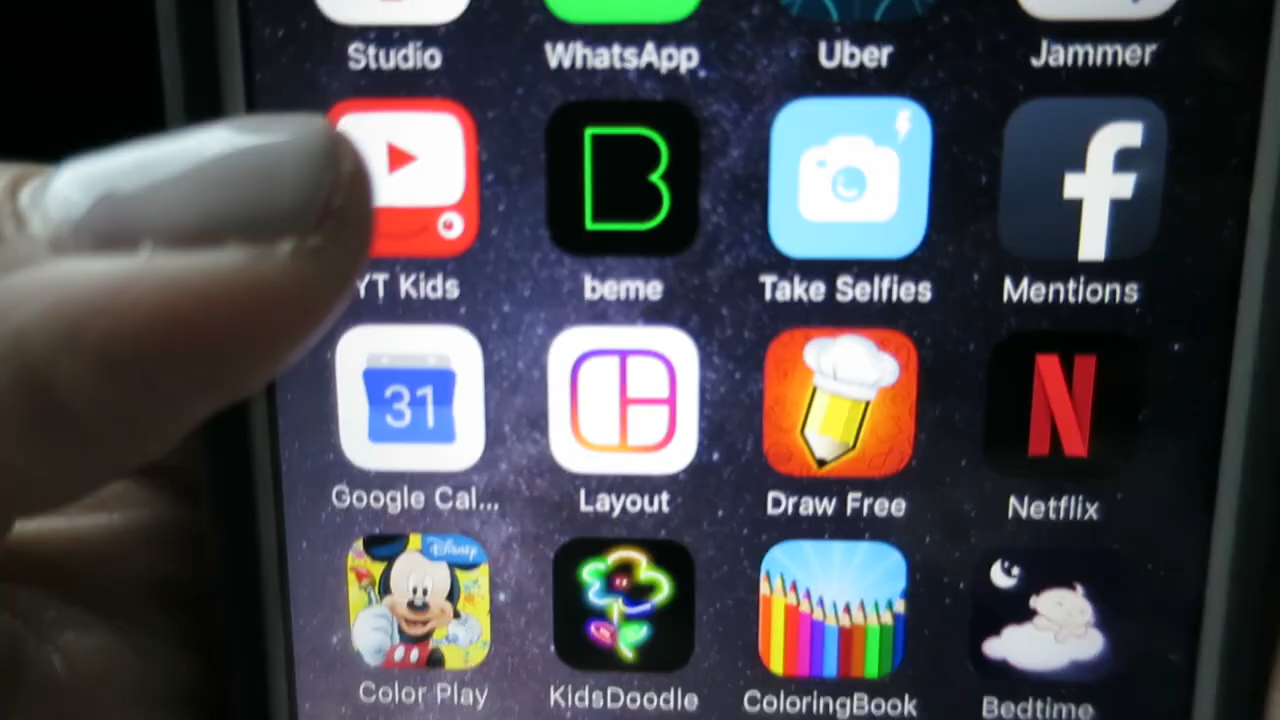 Studio WhatsApp Uber Jammer
B f
YT Kids beme Take Selfies Mentions
31 N
Google Cal... Layout Draw Free Netflix
Disney
Color Play KidsDoodle ColoringBook Bedtime